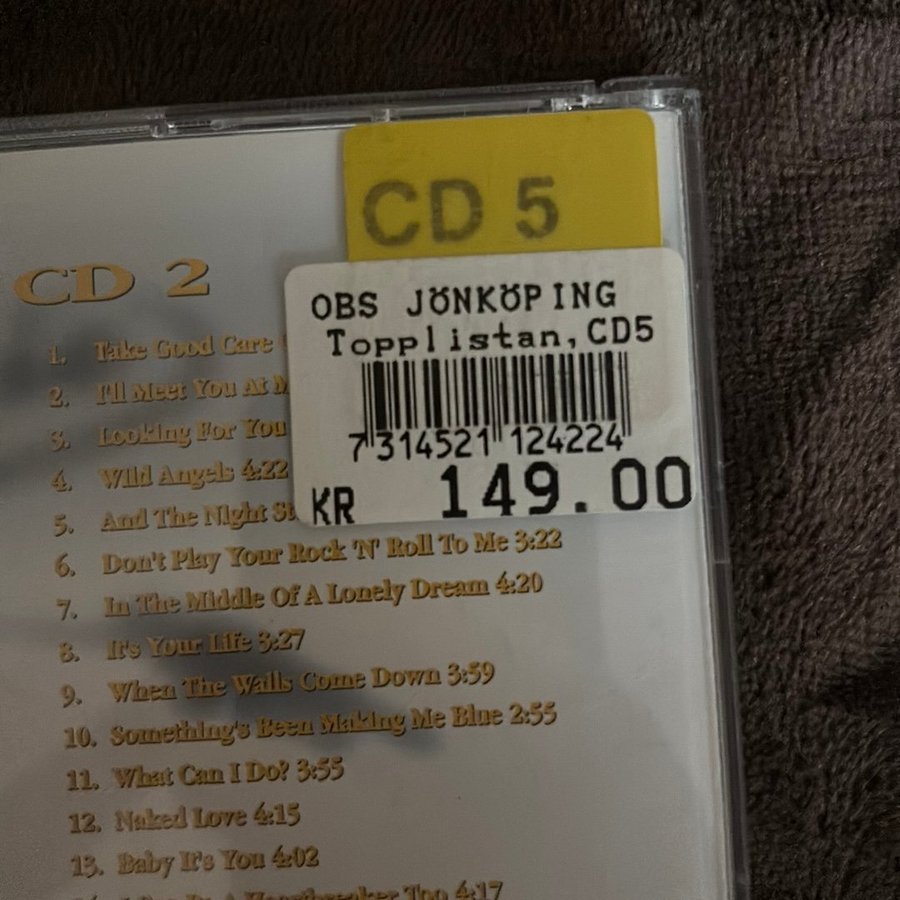 CD 5
CD 2
OBS JÖNKÖPING
Topplistan,CD5
7 314521 124224
KR 149.00
1. Take Good Care
2. I'll Meet You At
3. Looking For You
4. Wild Angels 4:22
5. And The Night
6. Don't Play Your Rock 'N' Roll To Me 3:22
7. In The Middle Of A Lonely Dream 4:20
8. It's Your Life 3:27
9. When The Walls Come Down 3:59
10. Something's Been Making Me Blue 2:55
11. What Can I Do? 3:55
12. Naked Love 4:15
13. Baby It's You 4:02
Heartbreaker Too 4:17